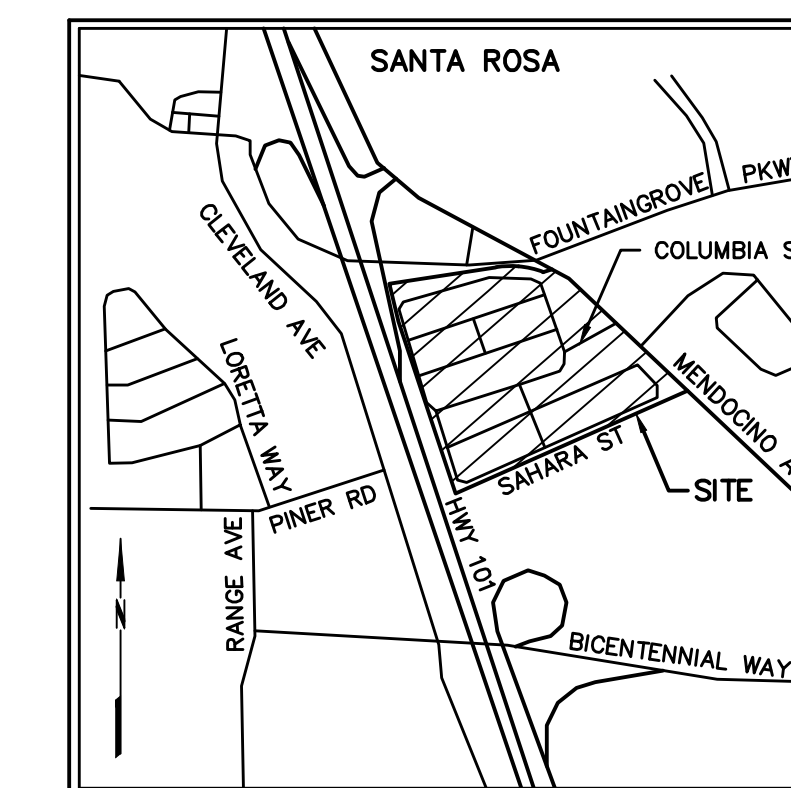 SANTA ROSA
FOUNTAINGROVE PKW
COLUMBIA S
CLEVELAND AVE
LORETTA WAY
MENDOCINO A
SAHARA ST
SITE
PINER RD
HWY 101
RANGE AVE
N
BICENTENNIAL WAY